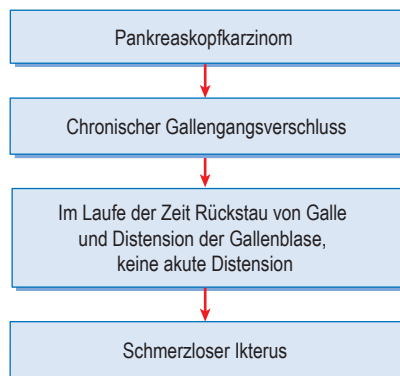 Pankreaskopfkarzinom
Chronischer Gallengangsverschluss
Im Laufe der Zeit Rückstau von Galle
und Distension der Gallenblase,
keine akute Distension
Schmerzloser Ikterus